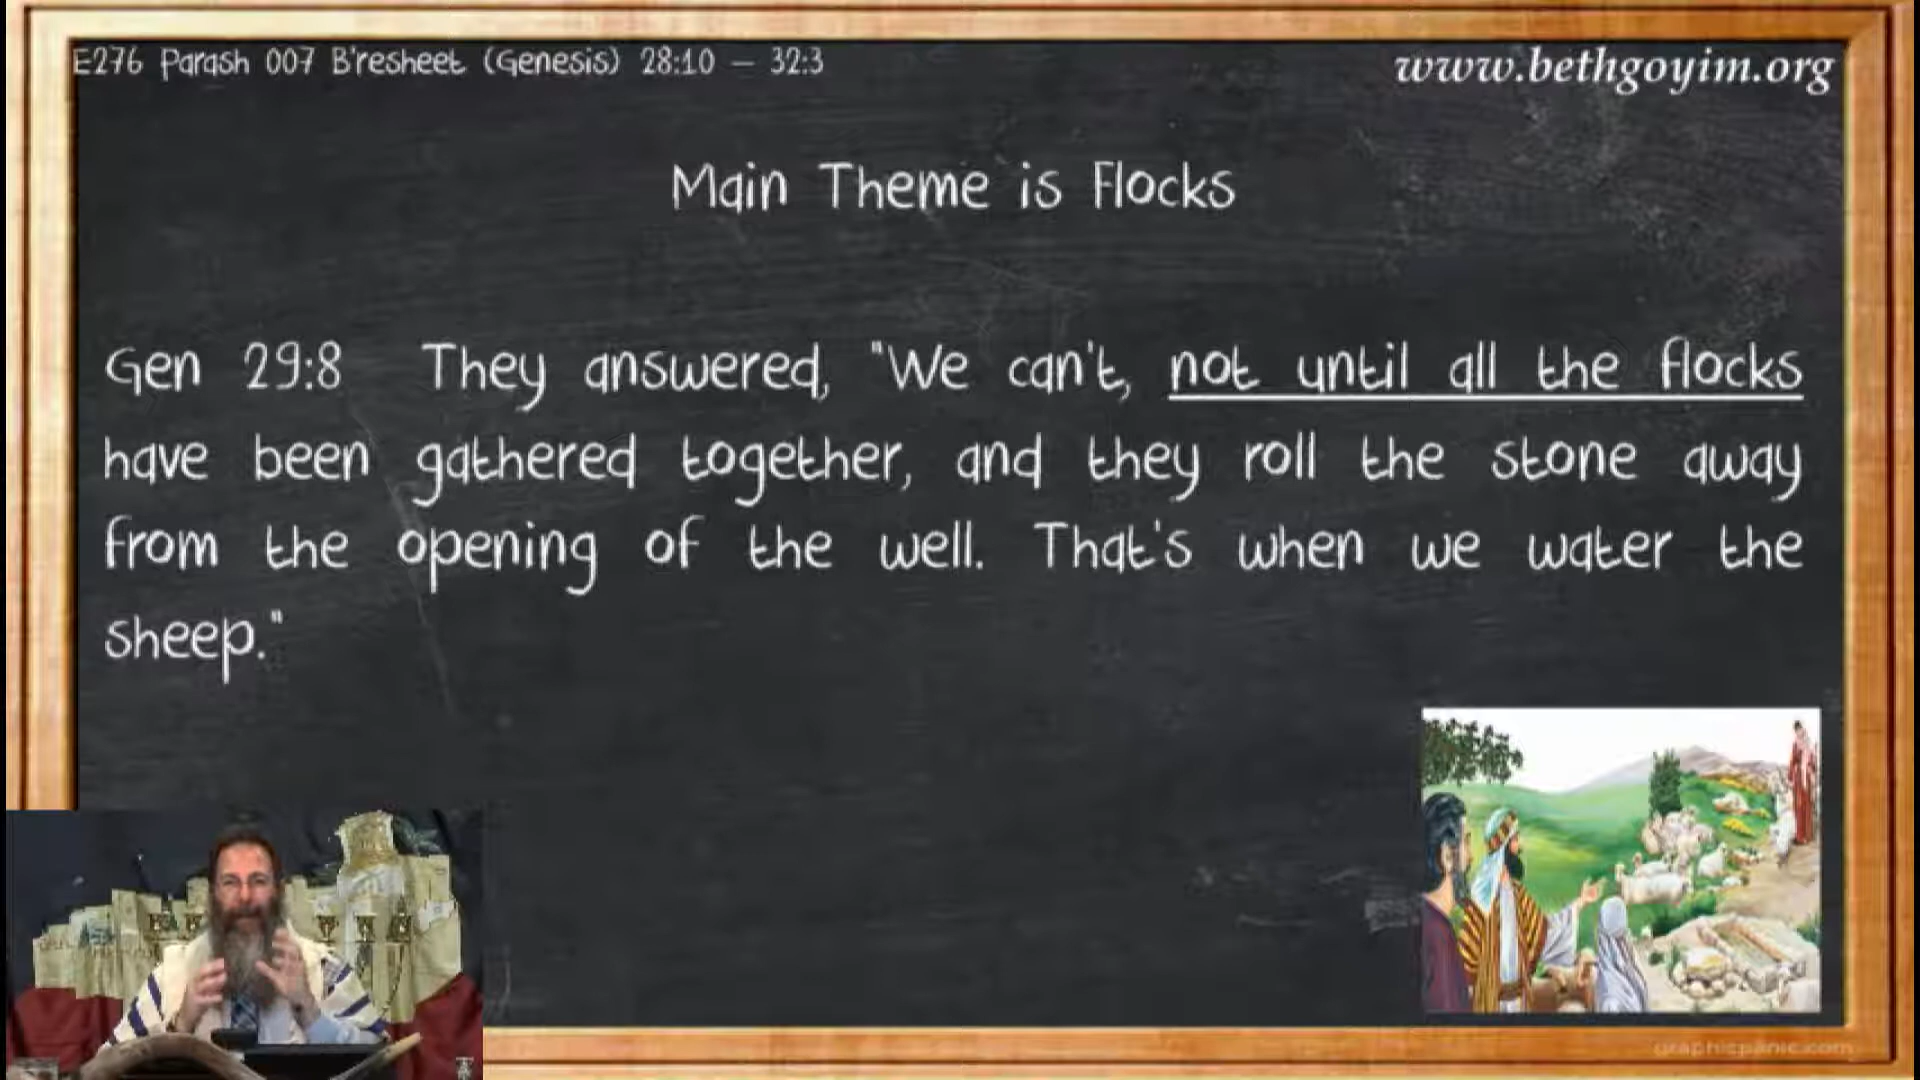 E276 Parash 007 B'resheet (Genesis) 28:10 – 32:3
www.bethgoyim.org
Main Theme is Flocks
Gen 29:8 They answered, "We can't, not until all the flocks
have been gathered together, and they roll the stone away
from the opening of the well. That's when we water the
sheep."
graphispanic.com